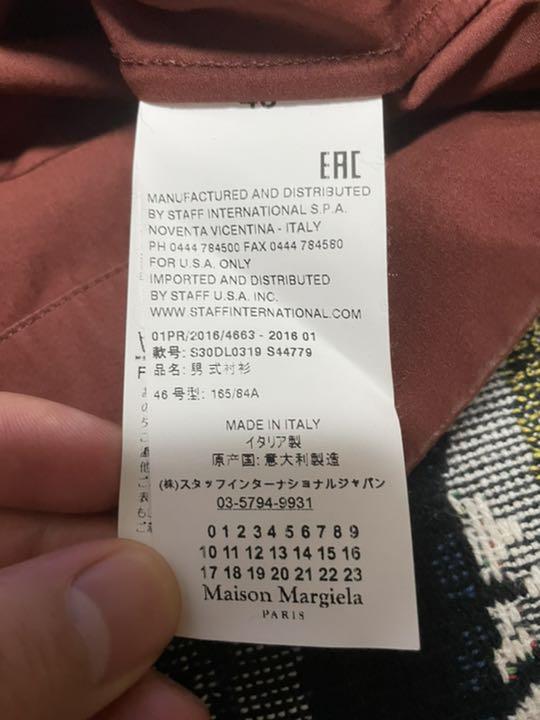 EAC
MANUFACTURED AND DISTRIBUTED
BY STAFF INTERNATIONAL S.P.A.
NOVENTA VICENTINA - ITALY
PH 0444 784500 FAX 0444 784580
FOR U.S.A. ONLY
IMPORTED AND DISTRIBUTED
BY STAFF U.S.A. INC.
WWW.STAFFINTERNATIONAL.COM
01PR/2016/4663 - 2016 01
款号: S30DL0319 S44779
品名: 男 式衬衫
46 号型: 165/84A
MADE IN ITALY
イタリア製
原产国: 意大利製造
(株)スタッフインターナショナルジャパン
03-5794-9931
0 1 2 3 4 5 6 7 8 9
10 11 12 13 14 15 16
17 18 19 20 21 22 23
Maison Margiela
PARIS